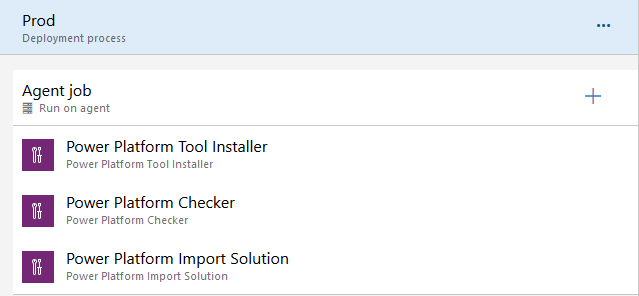 Prod
Deployment process
Agent job
Run on agent
Power Platform Tool Installer
Power Platform Tool Installer
Power Platform Checker
Power Platform Checker
Power Platform Import Solution
Power Platform Import Solution